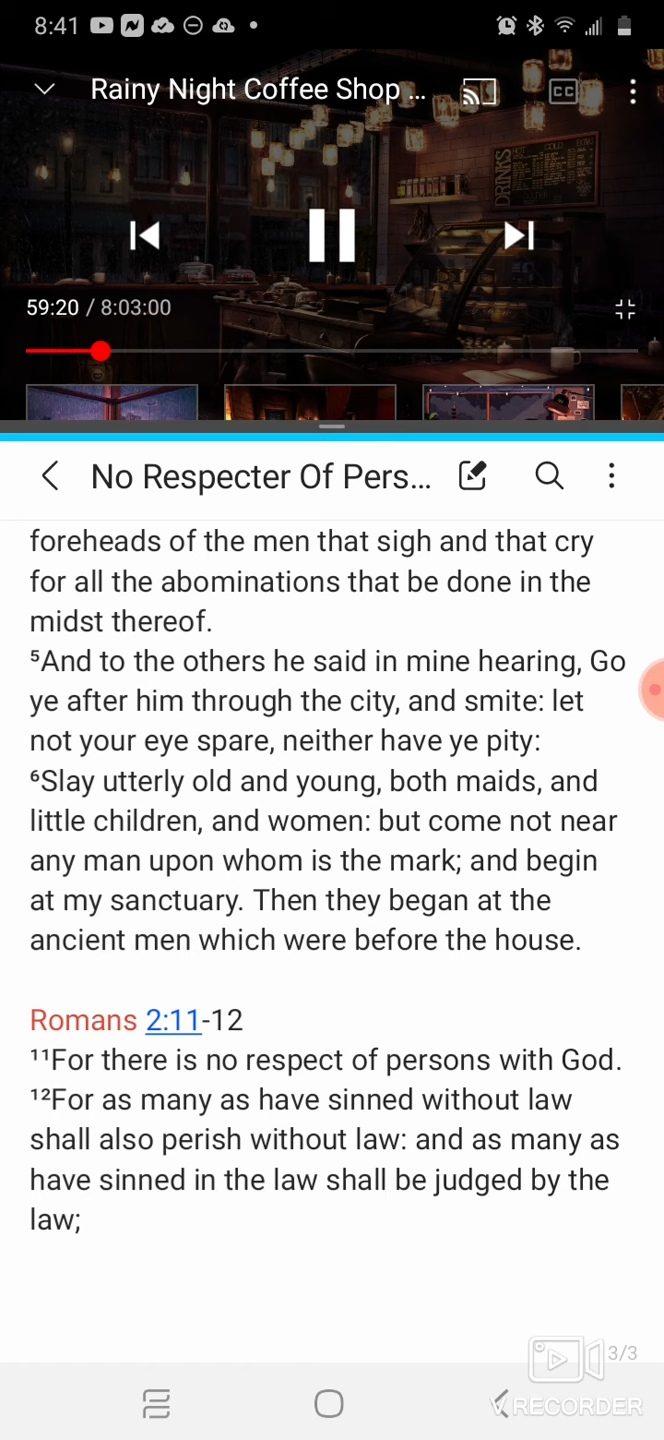 8:41
Rainy Night Coffee Shop ...
CC
DRINKS
HOT
COLD
EXTRAS
59:20 / 8:03:00
No Respecter Of Pers...
foreheads of the men that sigh and that cry
for all the abominations that be done in the
midst thereof.
⁵And to the others he said in mine hearing, Go
ye after him through the city, and smite: let
not your eye spare, neither have ye pity:
⁶Slay utterly old and young, both maids, and
little children, and women: but come not near
any man upon whom is the mark; and begin
at my sanctuary. Then they began at the
ancient men which were before the house.
Romans 2:11-12
¹¹For there is no respect of persons with God.
¹²For as many as have sinned without law
shall also perish without law: and as many as
have sinned in the law shall be judged by the
law;
3/3
V RECORDER